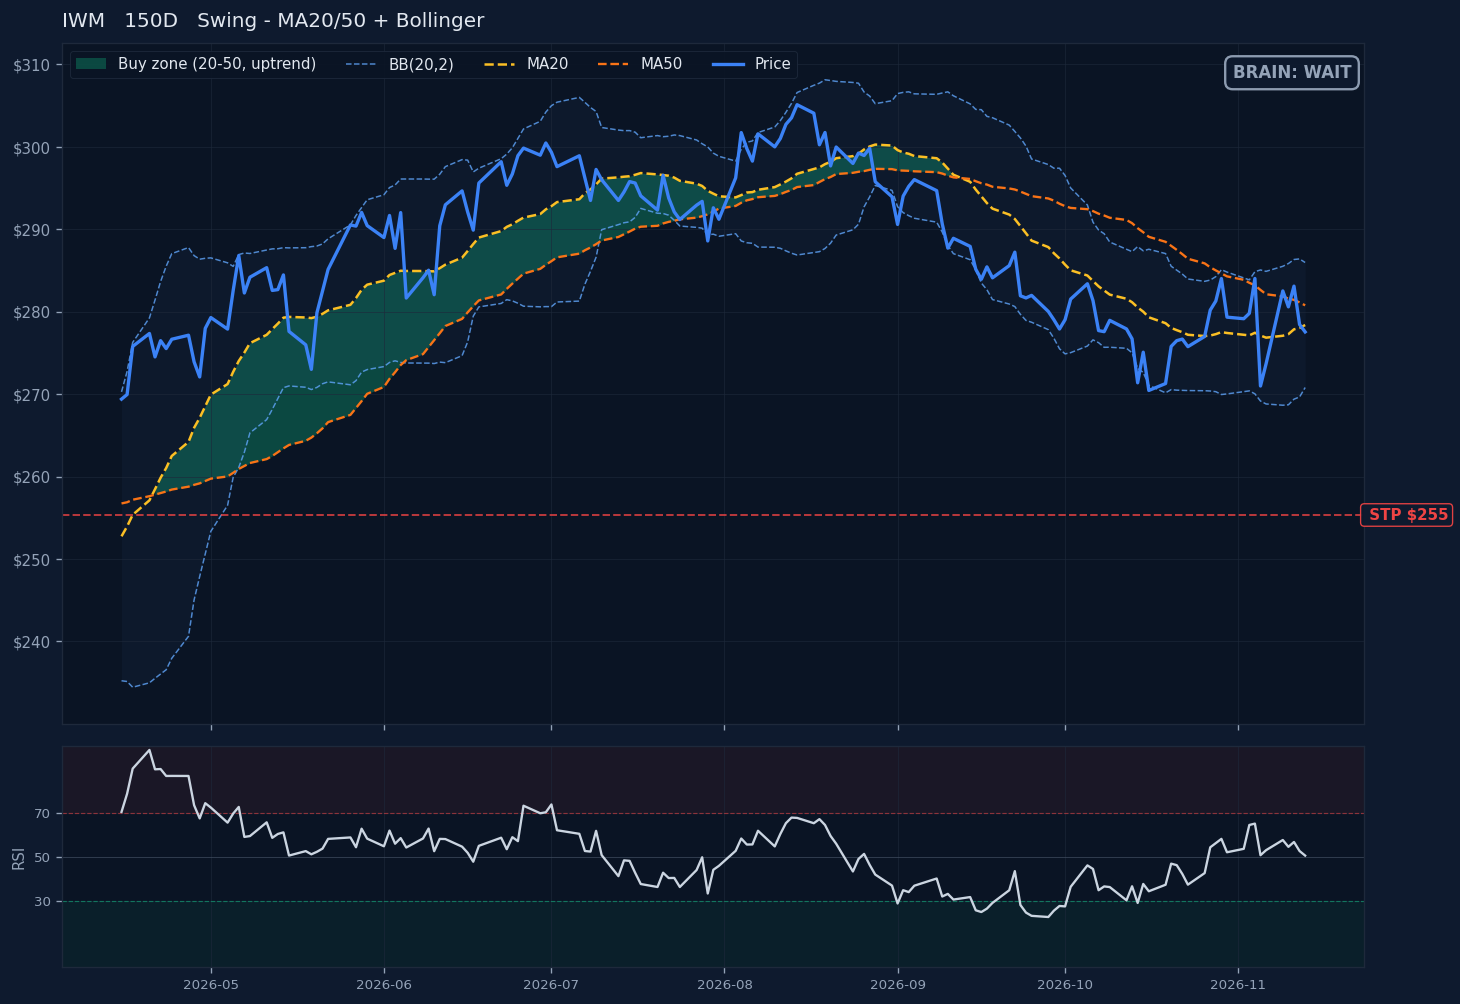 IWM 150D Swing - MA20/50 + Bollinger
Buy zone (20-50, uptrend) BB(20,2) MA20 MA50 Price
BRAIN: WAIT
$310
$300
$290
$280
$270
$260
$250
$240
STP $255
RSI
70
50
30
2026-05 2026-06 2026-07 2026-08 2026-09 2026-10 2026-11